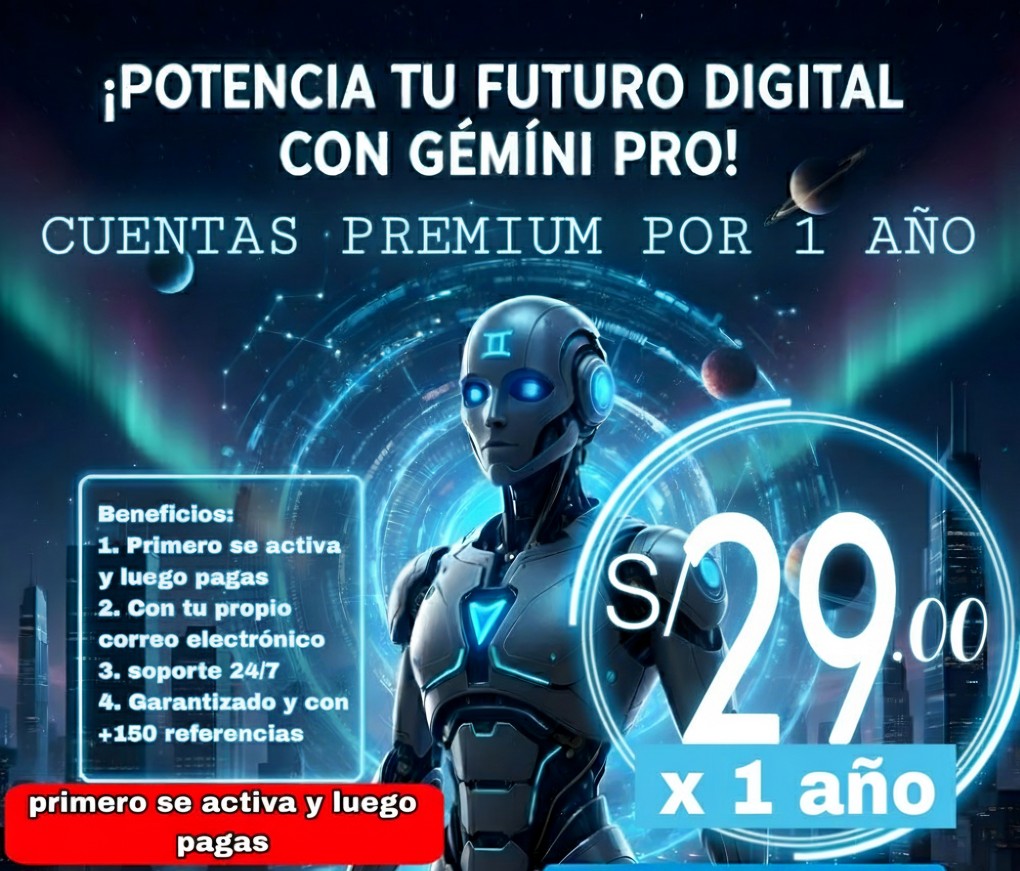 ¡POTENCIA TU FUTURO DIGITAL
CON GÉMÍNI PRO!
CUENTAS PREMIUM POR 1 AÑO
Beneficios:
1. Primero se activa
y luego pagas
2. Con tu propio
correo electrónico
3. soporte 24/7
4. Garantizado y con
+150 referencias
primero se activa y luego
pagas
S/29.00
x 1 año